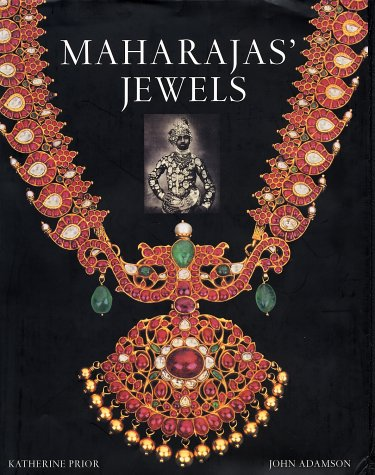 MAHARAJAS'
JEWELS
KATHERINE PRIOR
JOHN ADAMSON